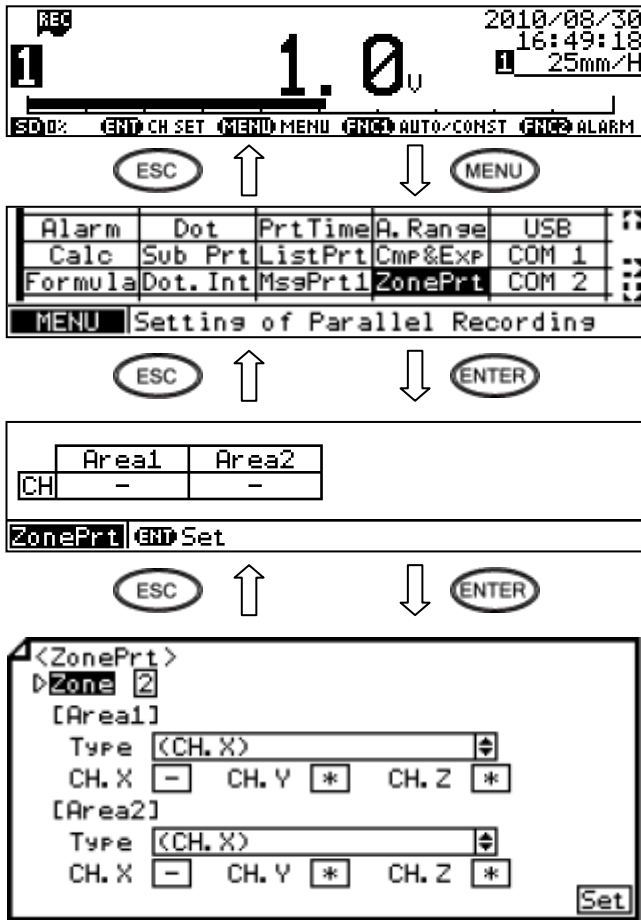 REC
2010/08/30
16:49:18
1 1.0V 1 25mm/H
SD 0% ENT CH SET MENU MENU FNC1 AUTO/CONST FNC2 ALARM
ESC MENU
Alarm Dot PrtTime A.Range USB
Calc Sub Prt ListPrt Cmp&Exp COM 1
Formula Dot.Int MsgPrt1 ZonePrt COM 2
MENU Setting of Parallel Recording
ESC ENTER
Area1 Area2
CH - -
ZonePrt ENT Set
ESC ENTER
<ZonePrt>
Zone 2
[Area1]
Type (CH.X)
CH.X - CH.Y * CH.Z *
[Area2]
Type (CH.X)
CH.X - CH.Y * CH.Z *
Set